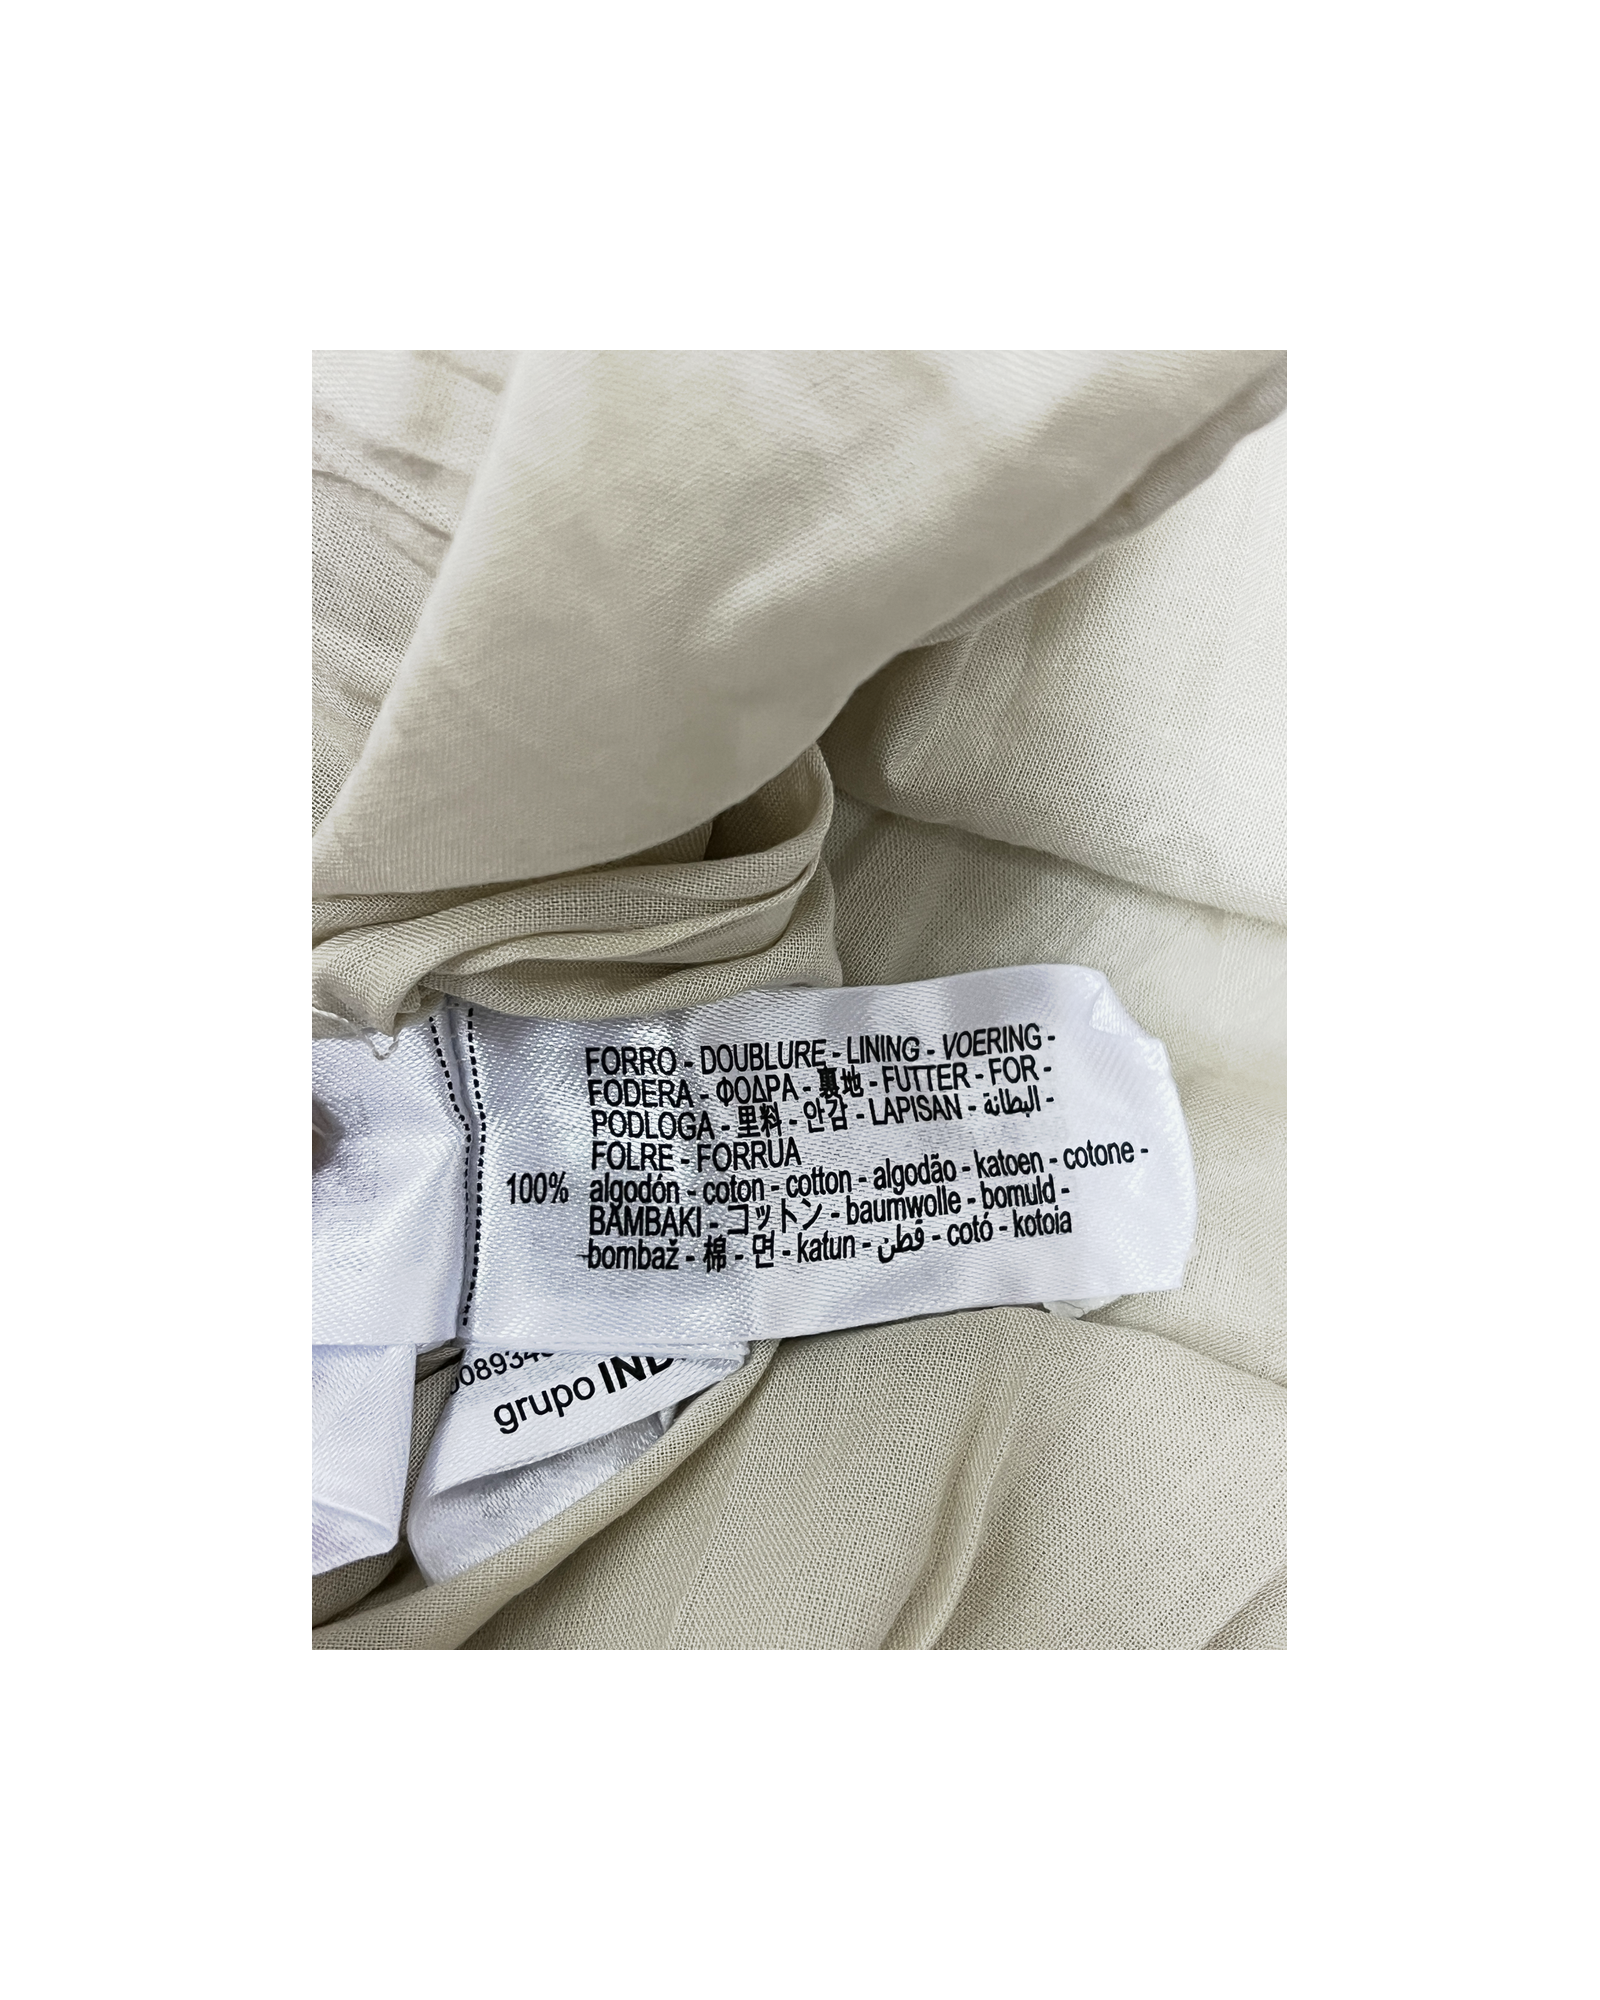 FORRO - DOUBLURE - LINING - VOERING -
FODERA - ΦΟΔΡΑ - 裏地 - FUTTER - FOR -
PODLOGA - 里料 - 안감 - LAPISAN - البطانة -
FOLRE - FORRUA
100% algodón - coton - cotton - algodão - katoen - cotone -
BAMBAKI - コットン - baumwolle - bomuld -
bombaž - 棉 - 면 - katun - قطن - cotó - kotoia
grupo